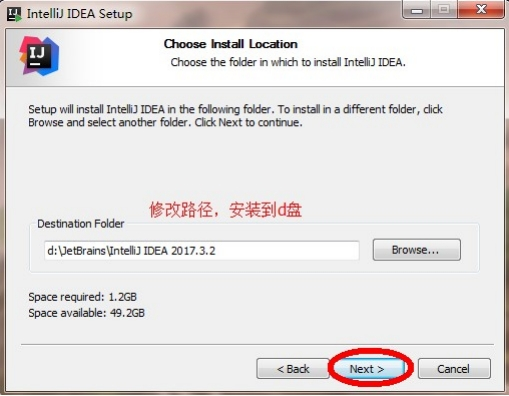 IntelliJ IDEA Setup
IJ
Choose Install Location
Choose the folder in which to install IntelliJ IDEA.
Setup will install IntelliJ IDEA in the following folder. To install in a different folder, click
Browse and select another folder. Click Next to continue.
修改路径，安装到d盘
Destination Folder
d:\JetBrains\IntelliJ IDEA 2017.3.2
Browse...
Space required: 1.2GB
Space available: 49.2GB
< Back
Next >
Cancel